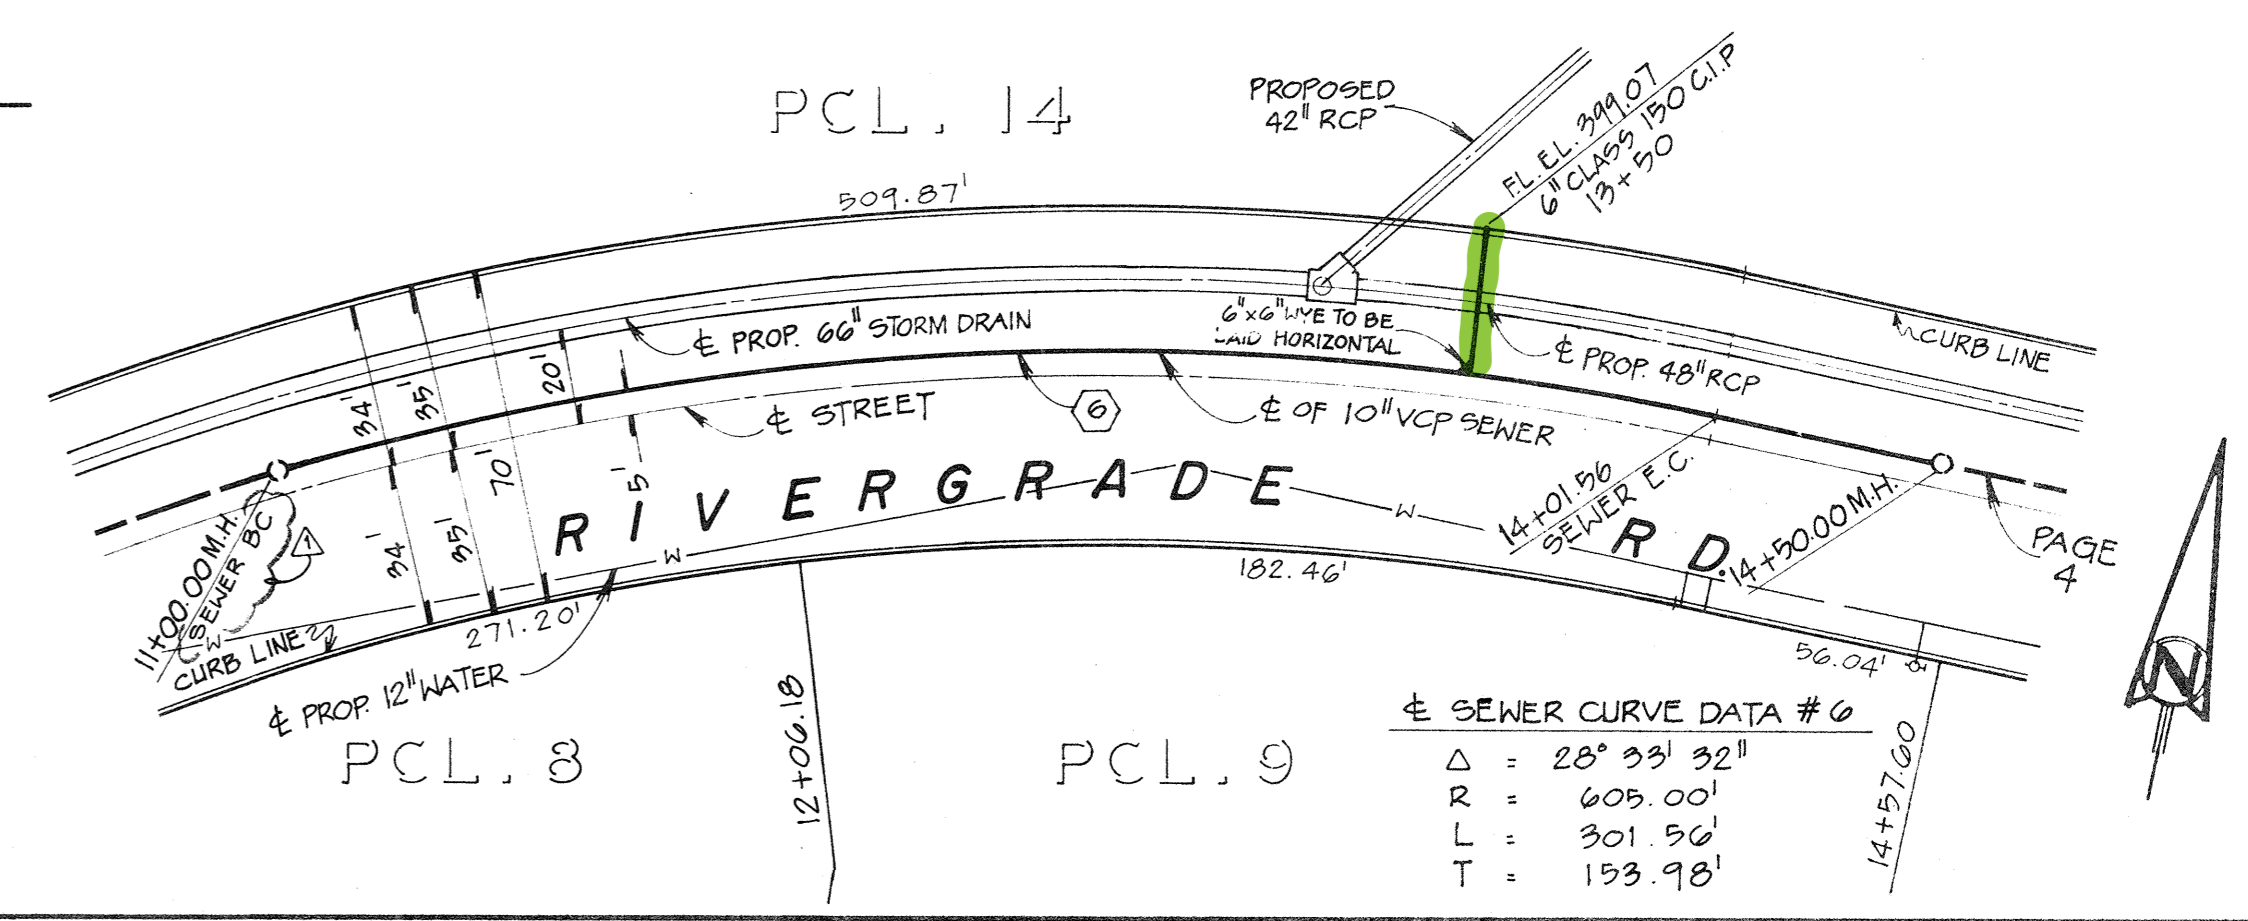 PCL. 14
PROPOSED
42" RCP
F.L. EL. 399.07
6" CLASS 150 C.I.P
13+50
509.87'
℄ PROP. 66" STORM DRAIN
6"x6" WYE TO BE
LAID HORIZONTAL
℄ PROP. 48" RCP
CURB LINE
34'
35'
20'
℄ STREET
6
℄ OF 10" VCP SEWER
70'
5'
34'
35'
RIVERGRADE RD.
W
W
W
14+01.56
SEWER E.C.
14+50.00 M.H.
PAGE
4
11+00.00 M.H.
SEWER BC
1
CURB LINE
271.20'
182.46'
56.04'
℄ PROP. 12" WATER
12+06.18
14+57.60
PCL. 8
PCL. 9
℄ SEWER CURVE DATA #6
Δ = 28° 33' 32"
R = 605.00'
L = 301.56'
T = 153.98'
N